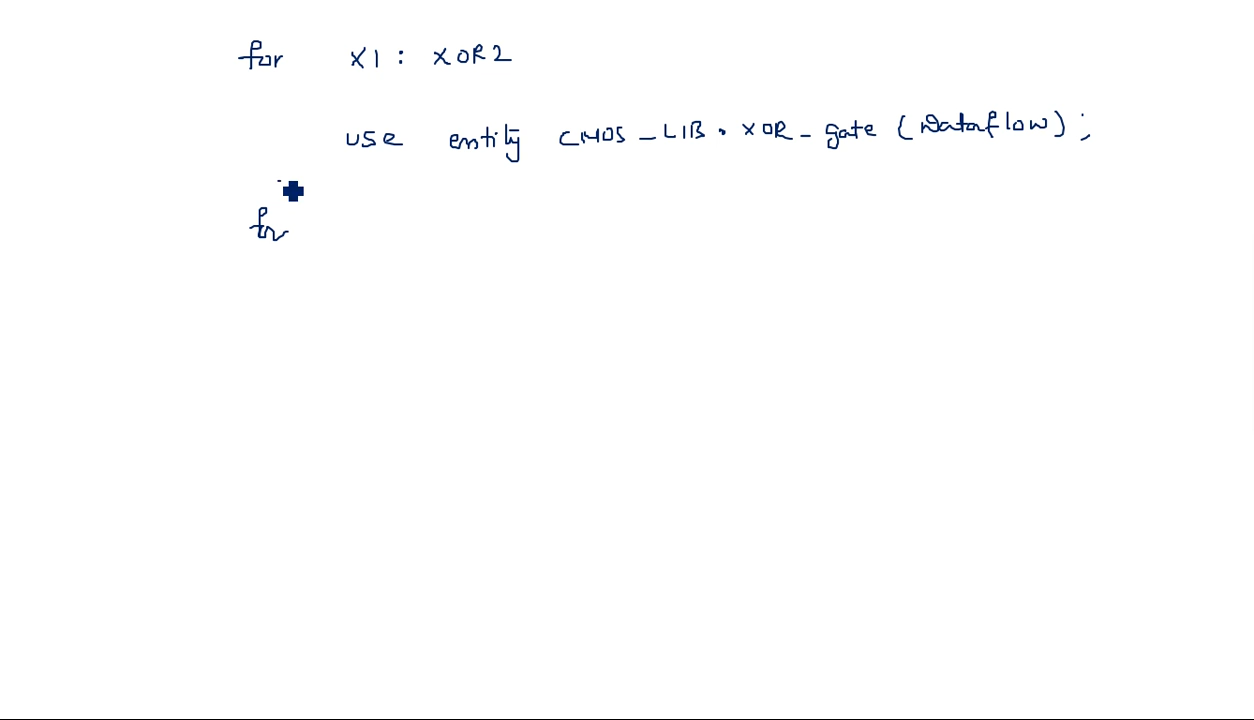 for X1 : XOR2
use entity CMOS_LIB.XOR_gate (Dataflow);
for